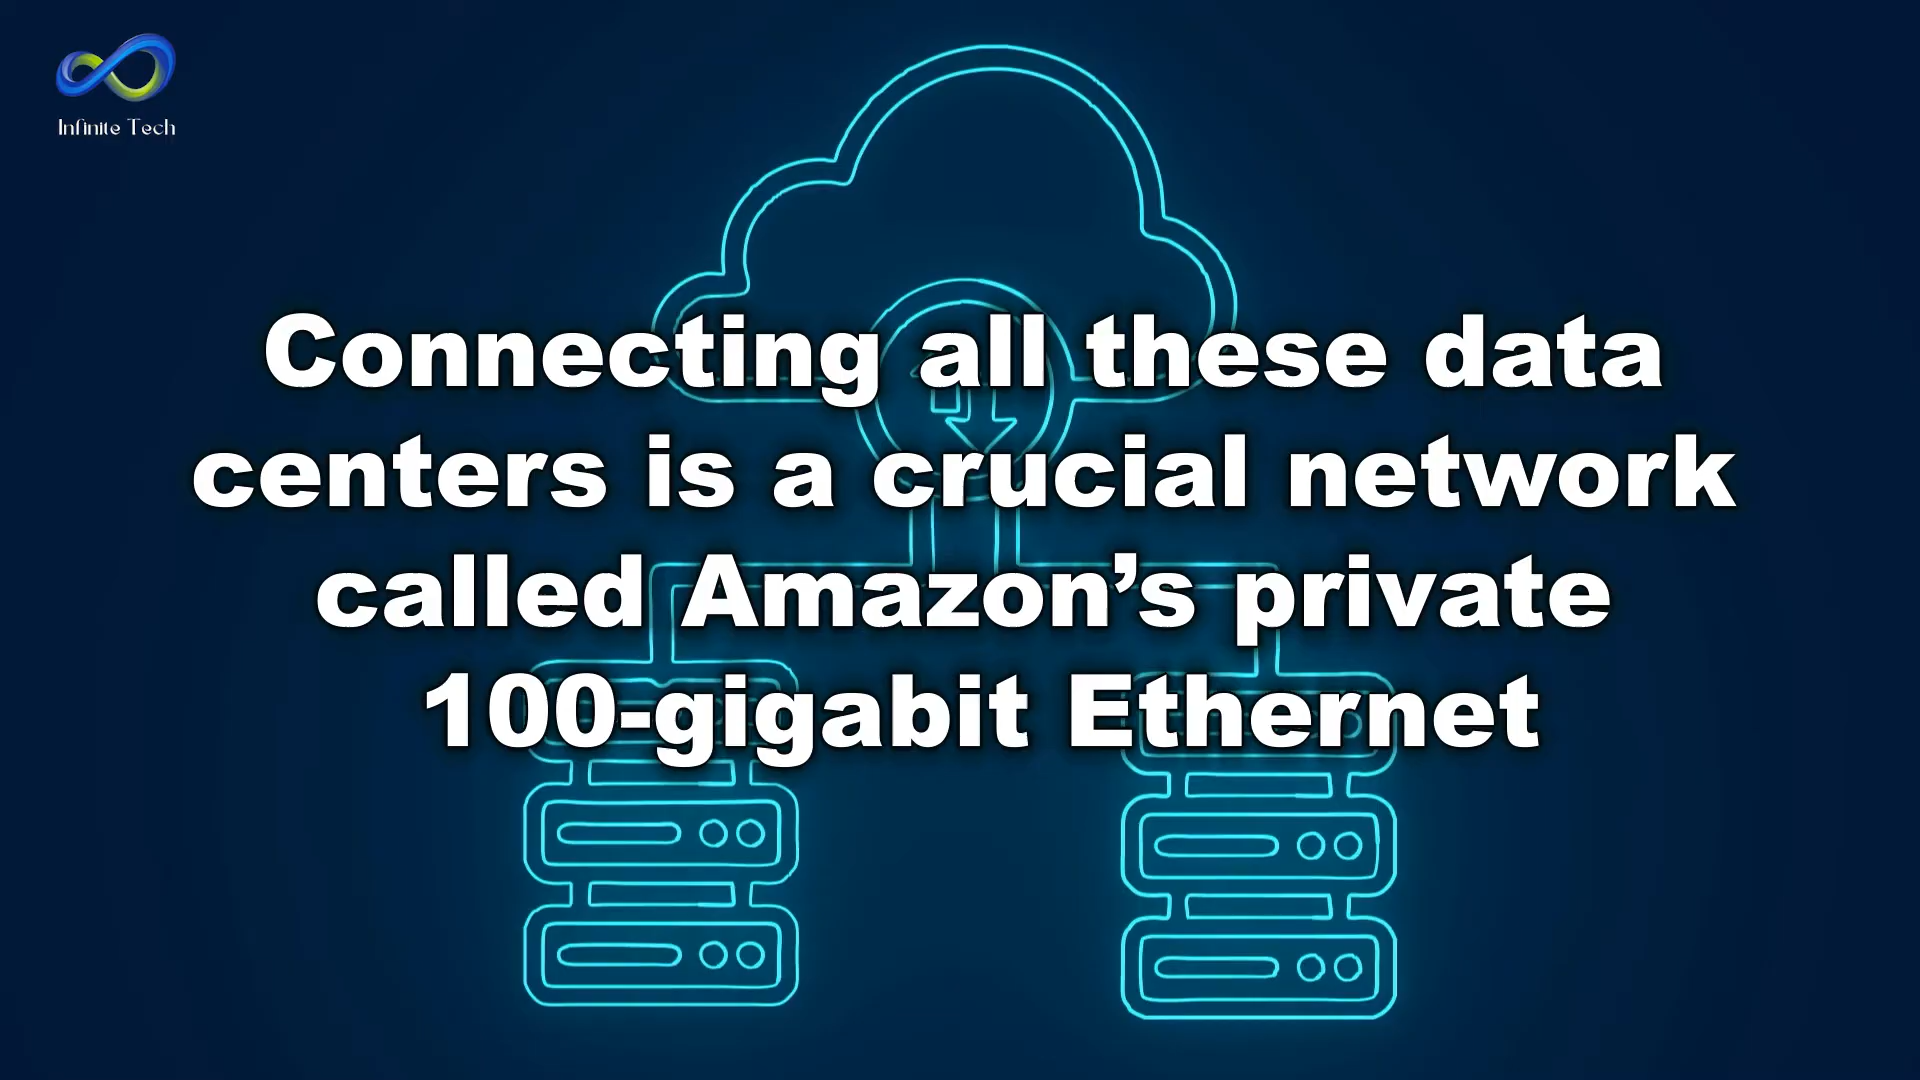 Infinite Tech
Connecting all these data
centers is a crucial network
called Amazon’s private
100-gigabit Ethernet